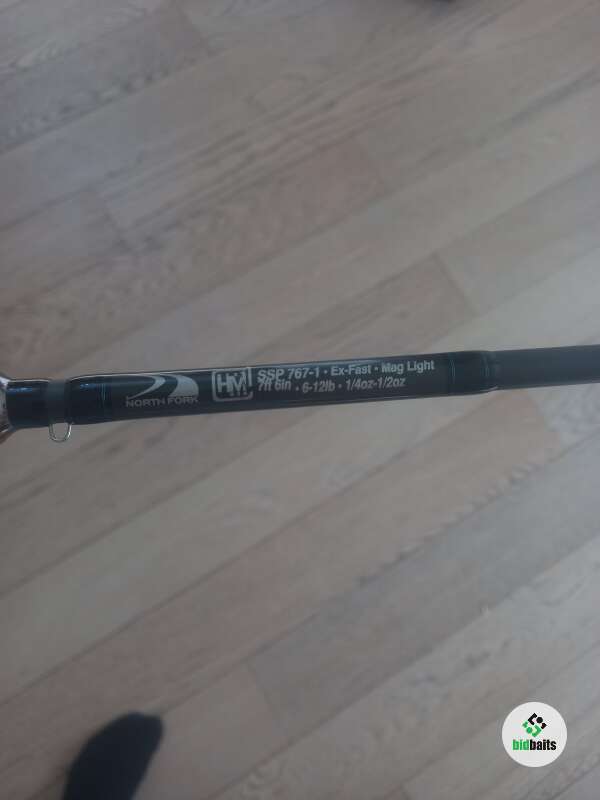 NORTH FORK
HM
SSP 767-1 • Ex-Fast • Mag Light
7ft 6in • 6-12lb • 1/4oz-1/2oz
bidbaits